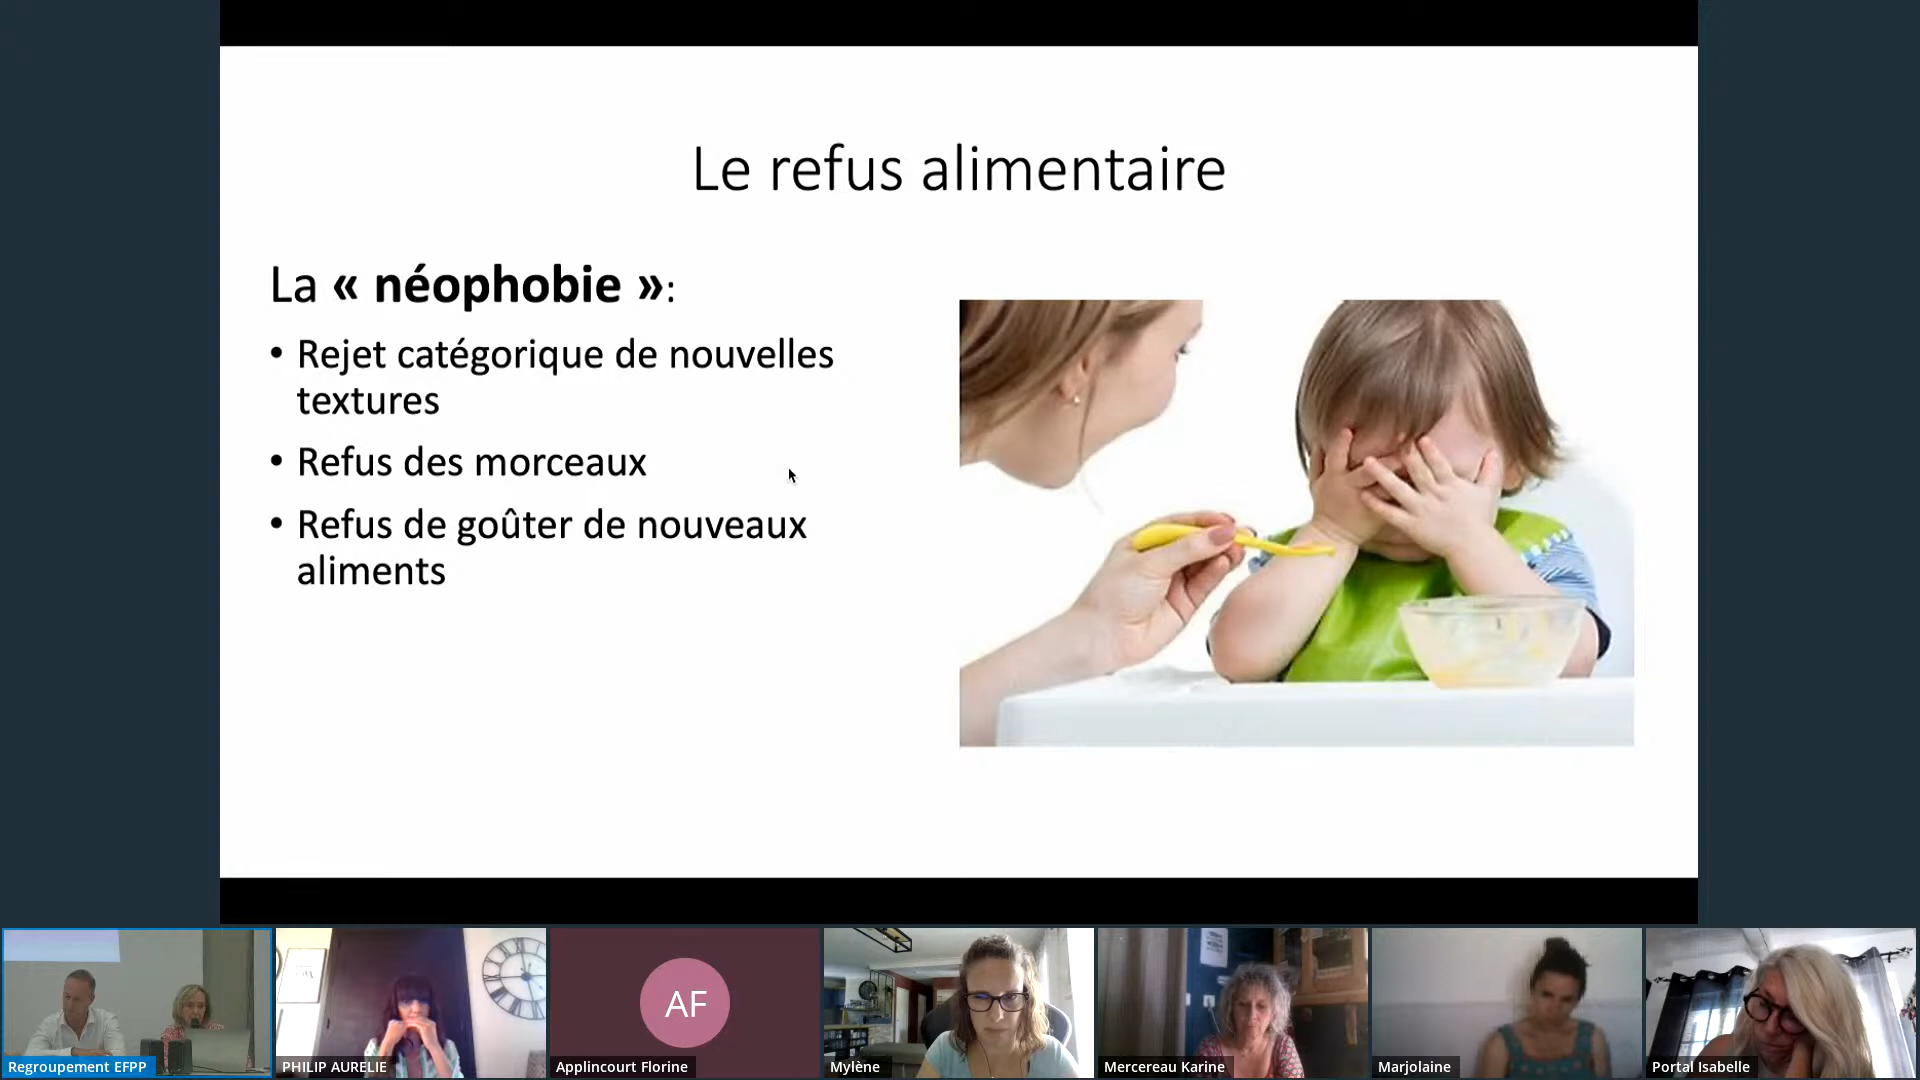 Le refus alimentaire
La « néophobie »:
• Rejet catégorique de nouvelles
textures
• Refus des morceaux
• Refus de goûter de nouveaux
aliments
AF
Regroupement EFPP
PHILIP AURELIE
Applincourt Florine
Mylène
Mercereau Karine
Marjolaine
Portal Isabelle